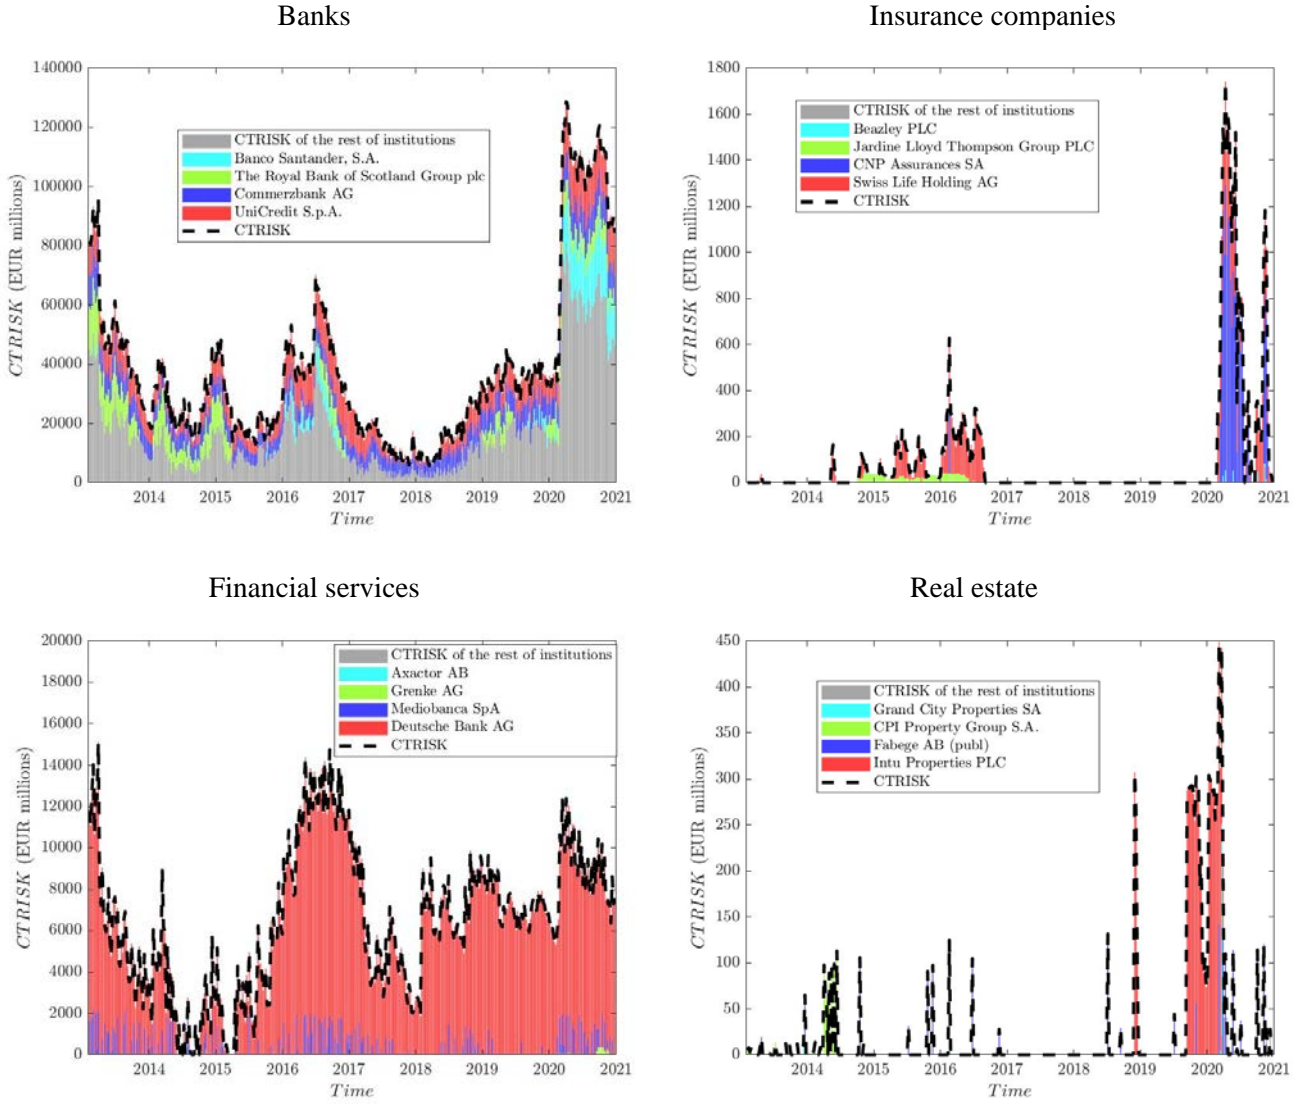 Banks
140000
120000
100000
80000
60000
40000
20000
0
CTRISK (EUR millions)
CTRISK of the rest of institutions
Banco Santander, S.A.
The Royal Bank of Scotland Group plc
Commerzbank AG
UniCredit S.p.A.
CTRISK
2014 2015 2016 2017 2018 2019 2020 2021
Time
Insurance companies
1800
1600
1400
1200
1000
800
600
400
200
0
CTRISK (EUR millions)
CTRISK of the rest of institutions
Beazley PLC
Jardine Lloyd Thompson Group PLC
CNP Assurances SA
Swiss Life Holding AG
CTRISK
2014 2015 2016 2017 2018 2019 2020 2021
Time
Financial services
20000
18000
16000
14000
12000
10000
8000
6000
4000
2000
0
CTRISK (EUR millions)
CTRISK of the rest of institutions
Axactor AB
Grenke AG
Mediobanca SpA
Deutsche Bank AG
CTRISK
2014 2015 2016 2017 2018 2019 2020 2021
Time
Real estate
450
400
350
300
250
200
150
100
50
0
CTRISK (EUR millions)
CTRISK of the rest of institutions
Grand City Properties SA
CPI Property Group S.A.
Fabege AB (publ)
Intu Properties PLC
CTRISK
2014 2015 2016 2017 2018 2019 2020 2021
Time